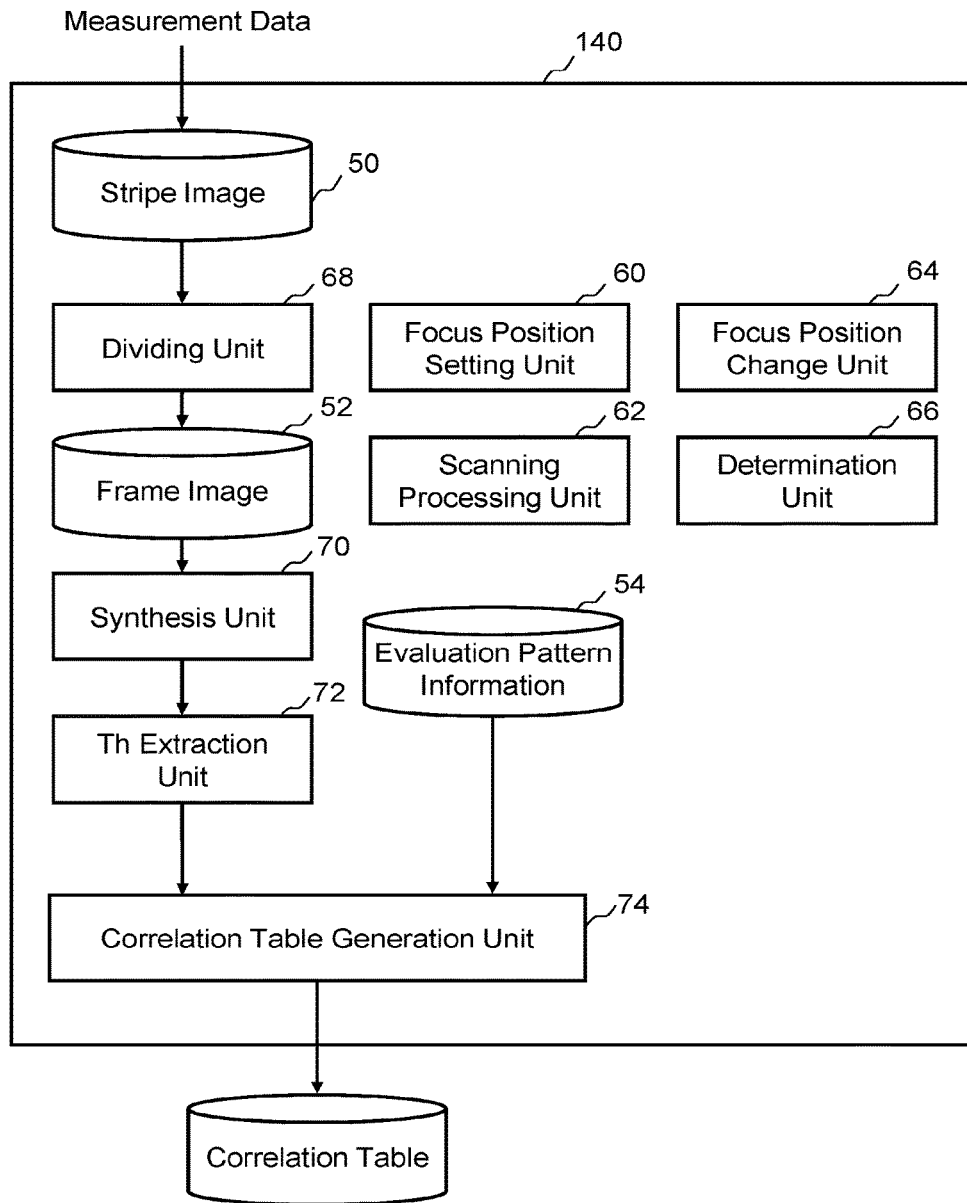 Measurement Data
140
Stripe Image
50
68
60
64
Dividing Unit
Focus Position
Setting Unit
Focus Position
Change Unit
52
62
66
Frame Image
Scanning
Processing Unit
Determination
Unit
70
54
Synthesis Unit
Evaluation Pattern
Information
72
Th Extraction
Unit
74
Correlation Table Generation Unit
Correlation Table